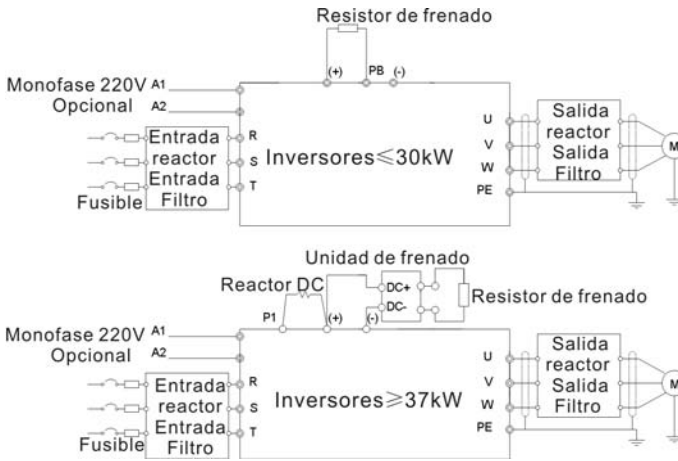 Resistor de frenado
(+) PB (-)
Monofase 220V A1
Opcional A2
Entrada
reactor
Entrada
Filtro
Fusible
R
S
T
Inversores≤30kW
U
V
W
PE
Salida
reactor
Salida
Filtro
M
Unidad de frenado
Reactor DC
DC+
DC-
Resistor de frenado
P1 (+) (-)
Monofase 220V A1
Opcional A2
Entrada
reactor
Entrada
Filtro
Fusible
R
S
T
Inversores≥37kW
U
V
W
PE
Salida
reactor
Salida
Filtro
M